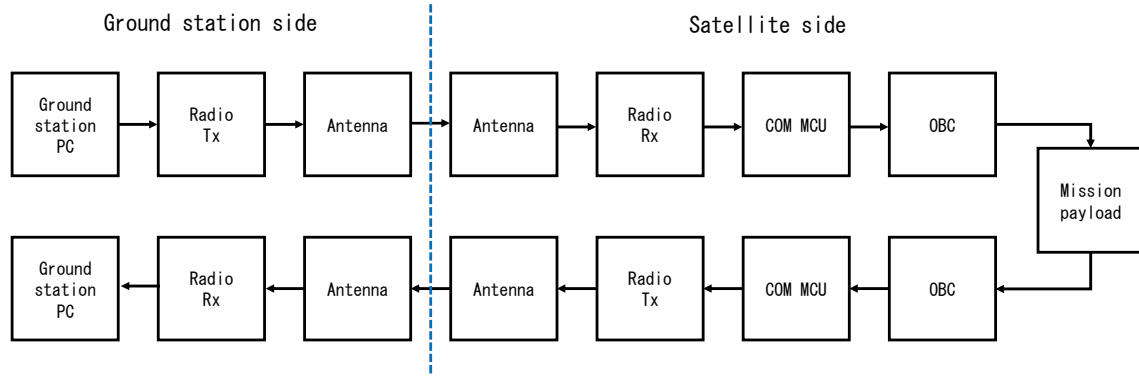 Ground station side
Satellite side
Ground
station
PC
Radio
Tx
Antenna
Antenna
Radio
Rx
COM MCU
OBC
Mission
payload
Ground
station
PC
Radio
Rx
Antenna
Antenna
Radio
Tx
COM MCU
OBC